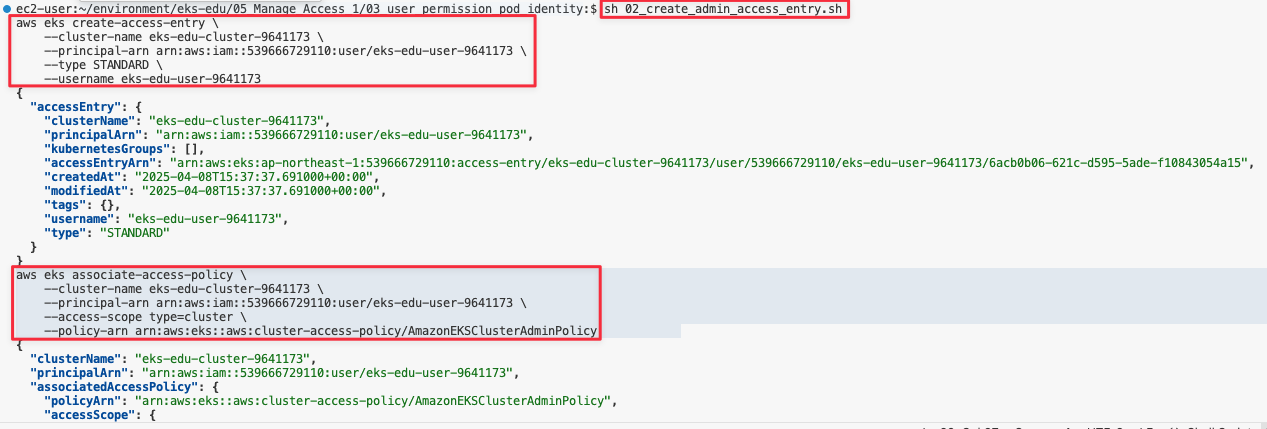 ec2-user:~/environment/eks-edu/05_Manage_Access_1/03_user_permission_pod_identity:$ sh 02_create_admin_access_entry.sh
aws eks create-access-entry \
--cluster-name eks-edu-cluster-9641173 \
--principal-arn arn:aws:iam::539666729110:user/eks-edu-user-9641173 \
--type STANDARD \
--username eks-edu-user-9641173
{
"accessEntry": {
"clusterName": "eks-edu-cluster-9641173",
"principalArn": "arn:aws:iam::539666729110:user/eks-edu-user-9641173",
"kubernetesGroups": [],
"accessEntryArn": "arn:aws:eks:ap-northeast-1:539666729110:access-entry/eks-edu-cluster-9641173/user/539666729110/eks-edu-user-9641173/6acb0b06-621c-d595-5ade-f10843054a15",
"createdAt": "2025-04-08T15:37:37.691000+00:00",
"modifiedAt": "2025-04-08T15:37:37.691000+00:00",
"tags": {},
"username": "eks-edu-user-9641173",
"type": "STANDARD"
}
}
aws eks associate-access-policy \
--cluster-name eks-edu-cluster-9641173 \
--principal-arn arn:aws:iam::539666729110:user/eks-edu-user-9641173 \
--access-scope type=cluster \
--policy-arn arn:aws:eks::aws:cluster-access-policy/AmazonEKSClusterAdminPolicy
{
"clusterName": "eks-edu-cluster-9641173",
"principalArn": "arn:aws:iam::539666729110:user/eks-edu-user-9641173",
"associatedAccessPolicy": {
"policyArn": "arn:aws:eks::aws:cluster-access-policy/AmazonEKSClusterAdminPolicy",
"accessScope": {